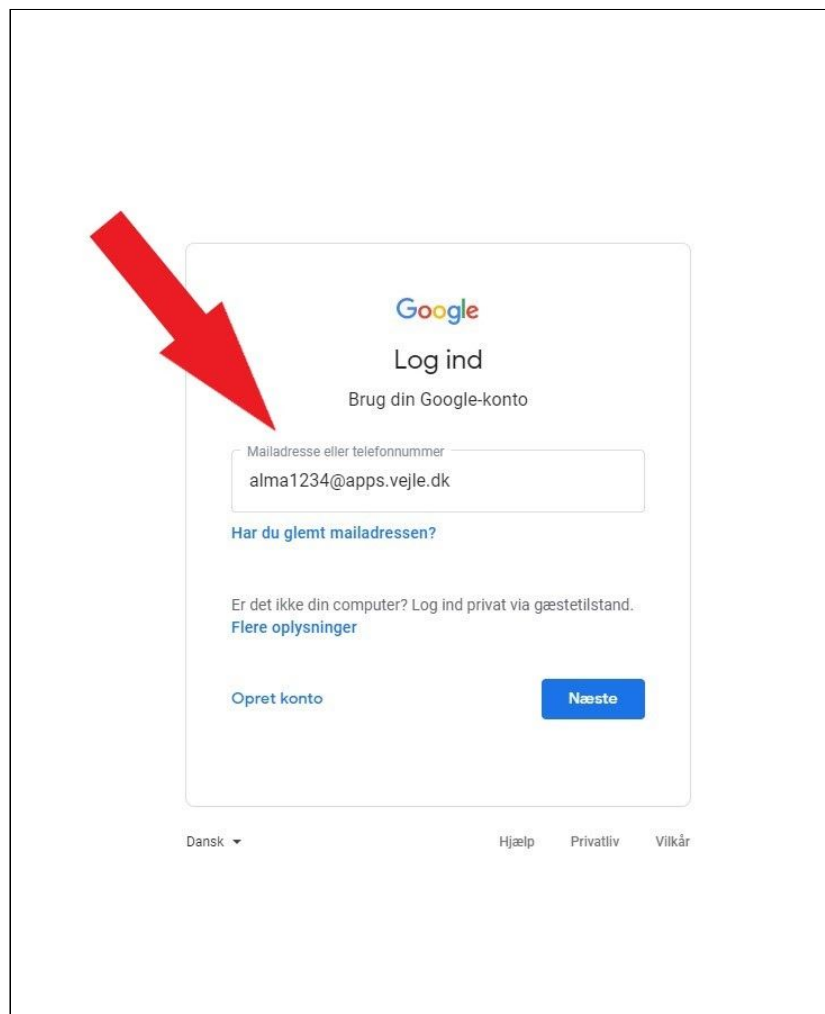 Google
Log ind
Brug din Google-konto
Mailadresse eller telefonnummer
alma1234@apps.vejle.dk
Har du glemt mailadressen?
Er det ikke din computer? Log ind privat via gæstetilstand.
Flere oplysninger
Opret konto
Næste
Dansk
Hjælp
Privatliv
Vilkår